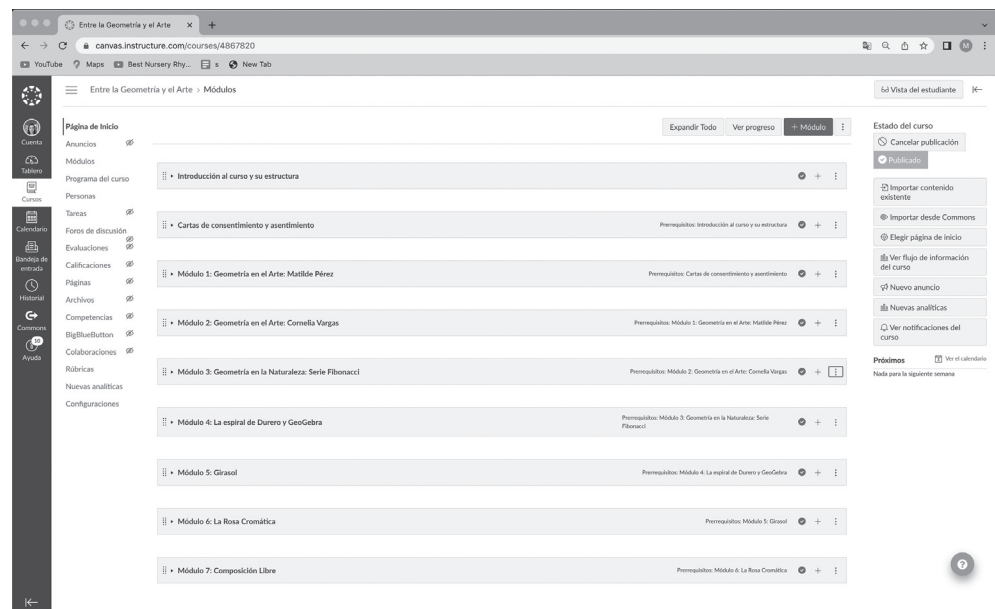 Entre la Geometría y el Arte
canvas.instructure.com/courses/4867820
M
YouTube Maps Best Nursery Rhy... s New Tab
Entre la Geometría y el Arte > Módulos
Vista del estudiante
Cuenta
Tablero
Cursos
Calendario
Bandeja de
entrada
Historial
Commons
10
Ayuda
Página de Inicio
Anuncios
Módulos
Programa del curso
Personas
Tareas
Foros de discusión
Evaluaciones
Calificaciones
Páginas
Archivos
Competencias
BigBlueButton
Colaboraciones
Rúbricas
Nuevas analíticas
Configuraciones
Expandir Todo Ver progreso + Módulo
Introducción al curso y su estructura
Cartas de consentimiento y asentimiento Prerrequisitos: Introducción al curso y su estructura
Módulo 1: Geometría en el Arte: Matilde Pérez Prerrequisitos: Cartas de consentimiento y asentimiento
Módulo 2: Geometría en el Arte: Cornelia Vargas Prerrequisitos: Módulo 1: Geometría en el Arte: Matilde Pérez
Módulo 3: Geometría en la Naturaleza: Serie Fibonacci Prerrequisitos: Módulo 2: Geometría en el Arte: Cornelia Vargas
Módulo 4: La espiral de Durero y GeoGebra Prerrequisitos: Módulo 3: Geometría en la Naturaleza: Serie
Fibonacci
Módulo 5: Girasol Prerrequisitos: Módulo 4: La espiral de Durero y GeoGebra
Módulo 6: La Rosa Cromática Prerrequisitos: Módulo 5: Girasol
Módulo 7: Composición Libre Prerrequisitos: Módulo 6: La Rosa Cromática
Estado del curso
Cancelar publicación
Publicado
Importar contenido
existente
Importar desde Commons
Elegir página de inicio
Ver flujo de información
del curso
Nuevo anuncio
Nuevas analíticas
Ver notificaciones del
curso
Próximos Ver el calendario
Nada para la siguiente semana
?